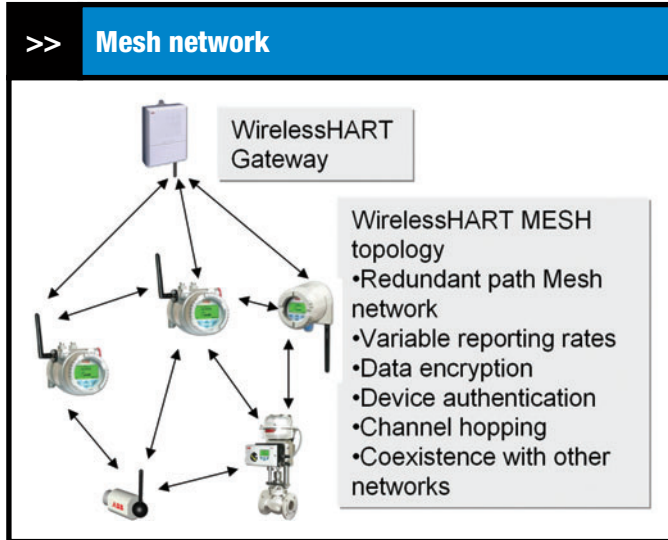 >> Mesh network
WirelessHART
Gateway
WirelessHART MESH
topology
•Redundant path Mesh
network
•Variable reporting rates
•Data encryption
•Device authentication
•Channel hopping
•Coexistence with other
networks
ABB